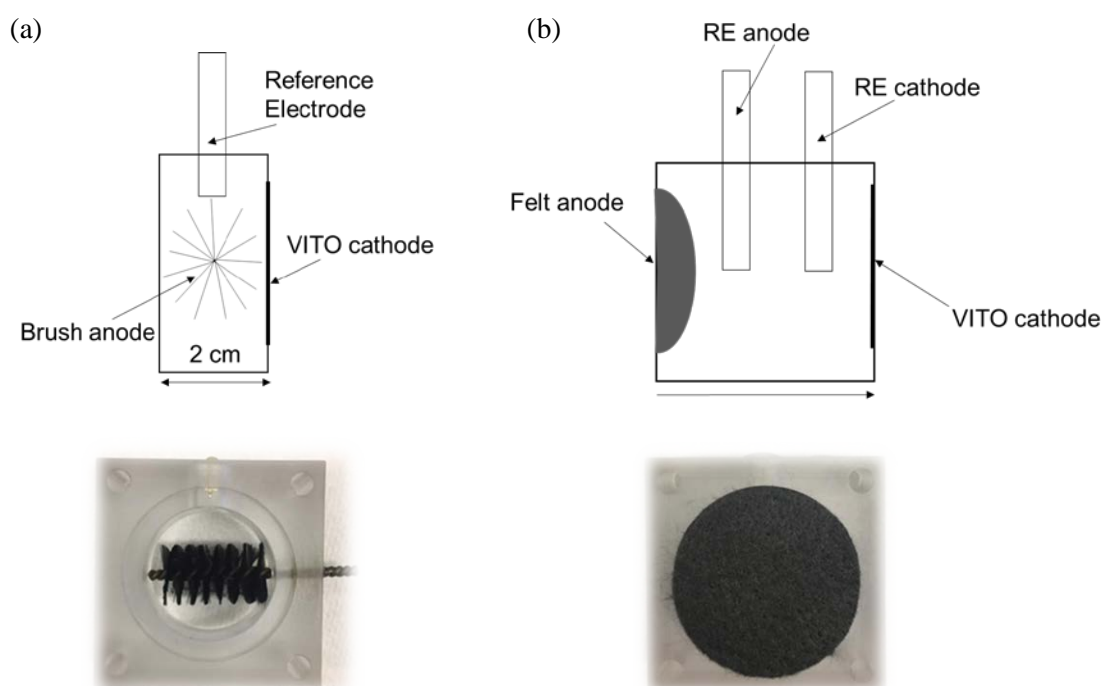 (a)
Reference
Electrode
VITO cathode
Brush anode
2 cm
(b)
RE anode
RE cathode
Felt anode
VITO cathode